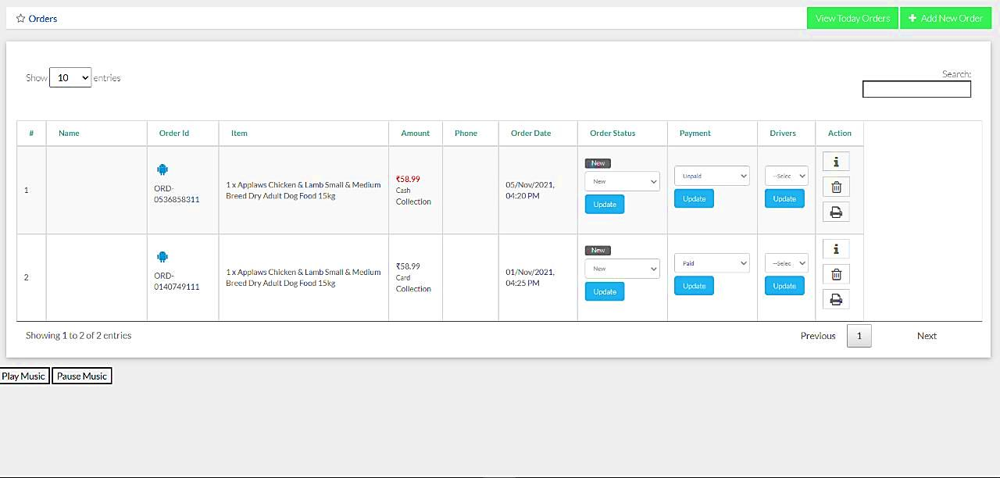 Orders
View Today Orders
Add New Order
Show 10 entries
Search:
# Name Order Id Item Amount Phone Order Date Order Status Payment Drivers Action
1
ORD-
0536858311
1 x Applaws Chicken & Lamb Small & Medium
Breed Dry Adult Dog Food 15kg
₹58.99
Cash
Collection
05/Nov/2021,
04:20 PM
New
New
Update
Unpaid
Update
--Selec
Update
2
ORD-
0140749111
1 x Applaws Chicken & Lamb Small & Medium
Breed Dry Adult Dog Food 15kg
₹58.99
Card
Collection
01/Nov/2021,
04:25 PM
New
New
Update
Paid
Update
--Selec
Update
Showing 1 to 2 of 2 entries
Previous 1 Next
Play Music Pause Music